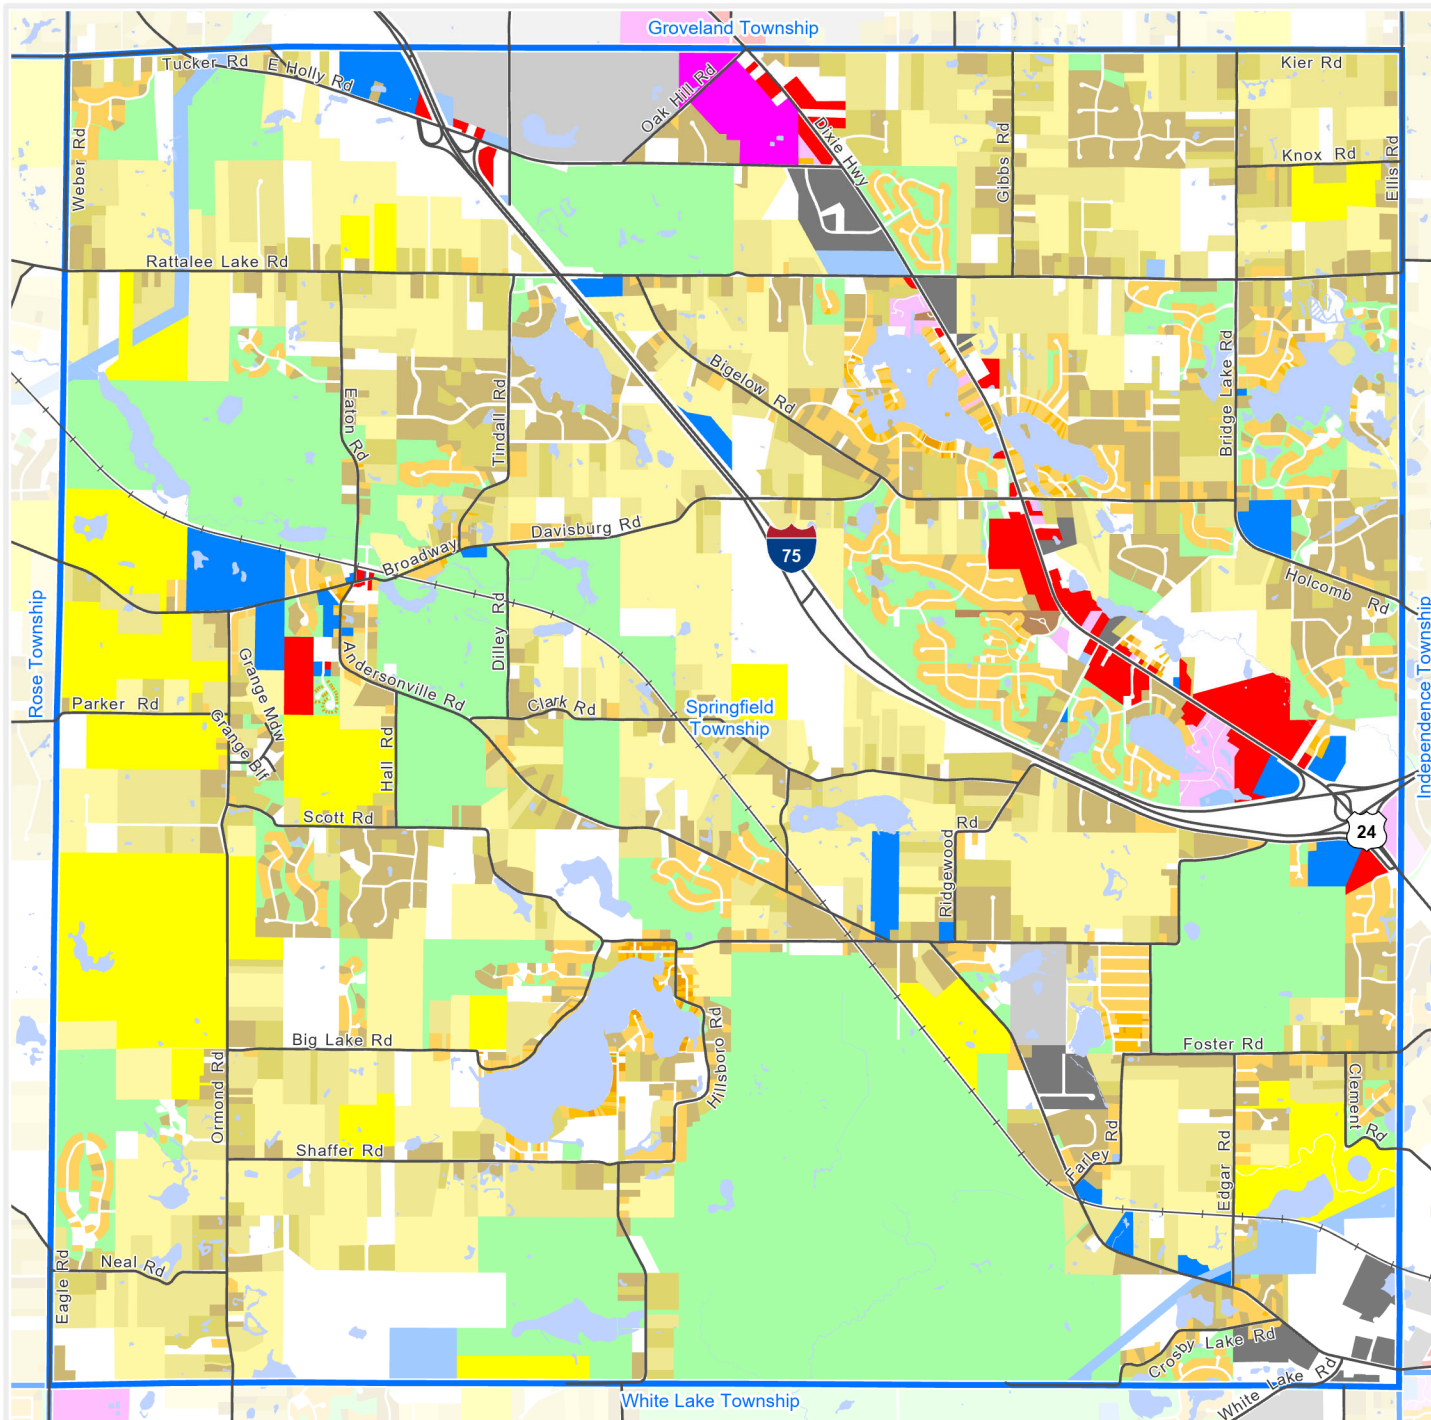 Groveland Township
Tucker Rd
E Holly Rd
Oak Hill Rd
Kier Rd
Weber Rd
Dixie Hwy
Gibbs Rd
Knox Rd
Ellis Rd
Rattalee Lake Rd
Eaton Rd
Tindall Rd
Bigelow Rd
Bridge Lake Rd
Davisburg Rd
Broadway
75
Holcomb Rd
Rose Township
Independence Township
Dilley Rd
Grange Mdw
Andersonville Rd
Parker Rd
Clark Rd
Springfield
Township
Grange Blf
Hall Rd
Scott Rd
Ridgewood Rd
24
Big Lake Rd
Hillsboro Rd
Foster Rd
Ormond Rd
Clement Rd
Shaffer Rd
Farley Rd
Edgar Rd
Neal Rd
Eagle Rd
Crosby Lake Rd
White Lake Rd
White Lake Township